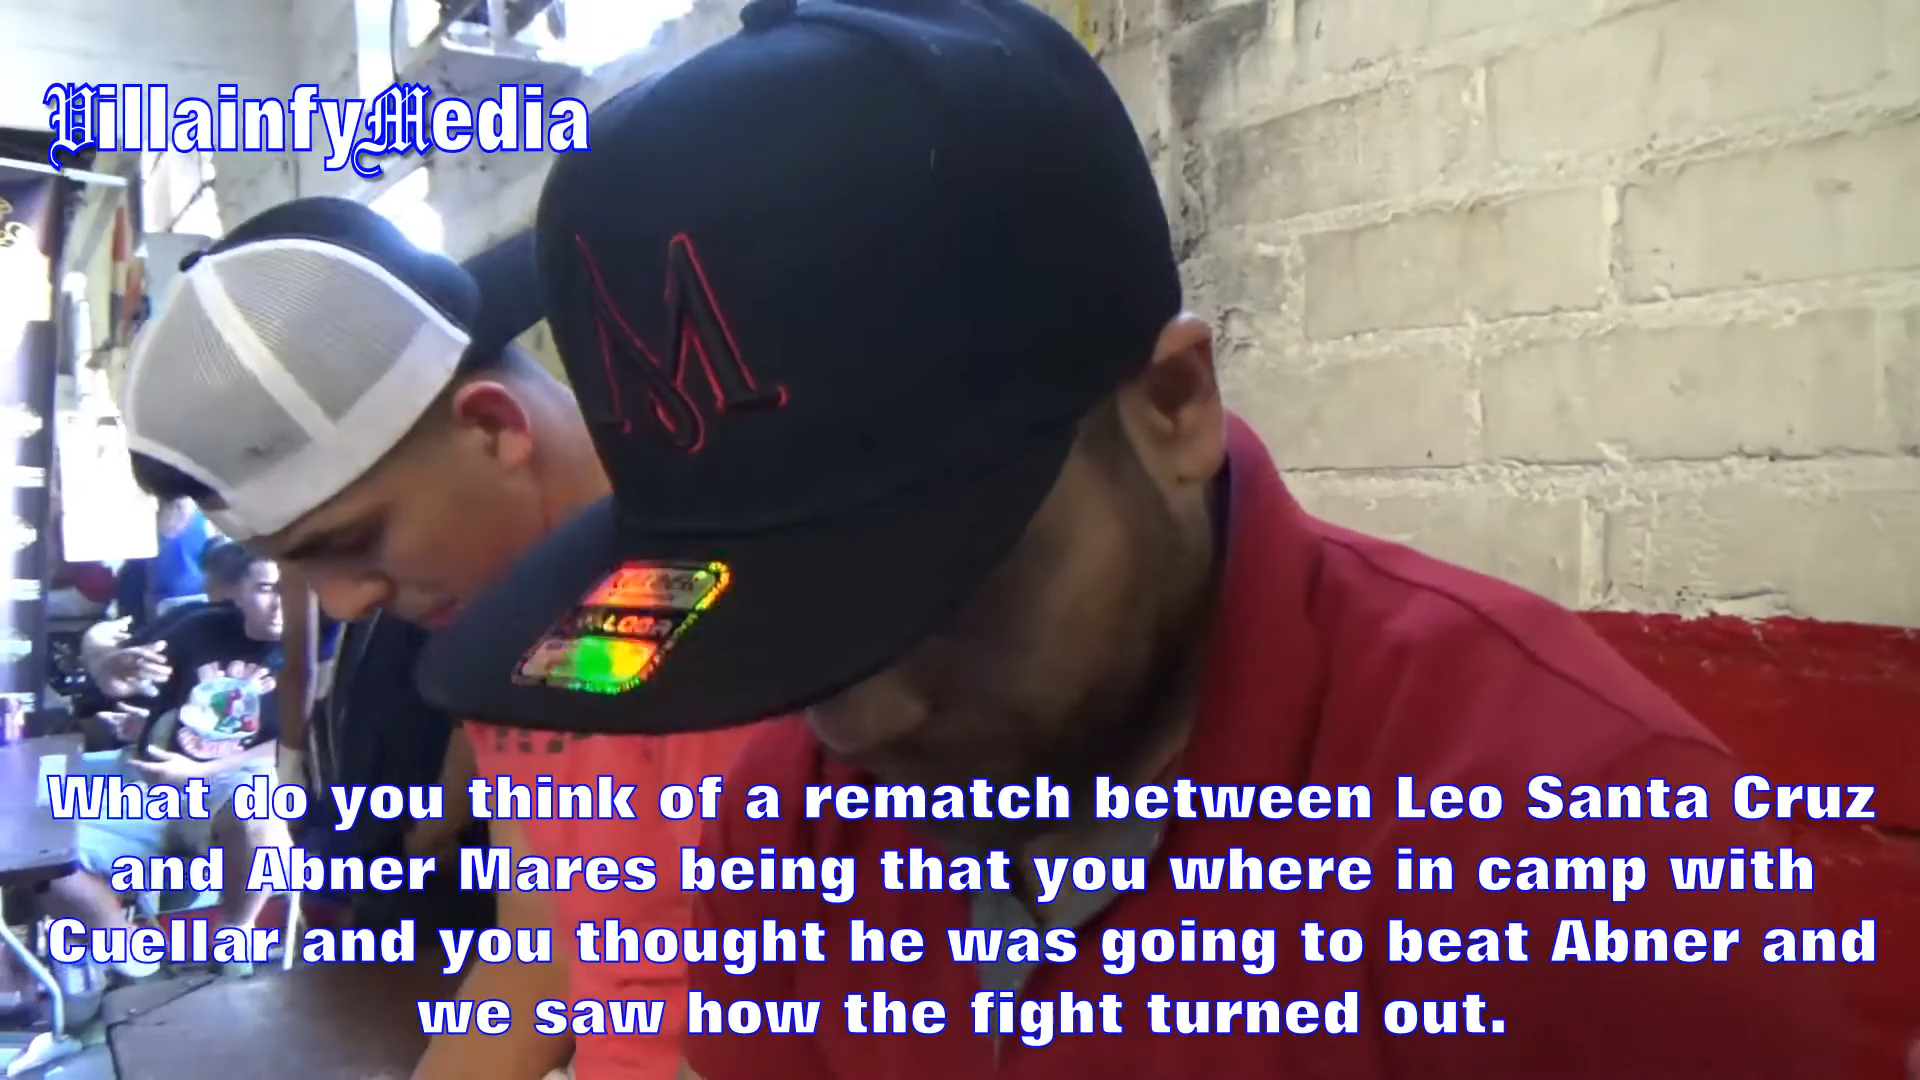 VillainfyMedia
M
What do you think of a rematch between Leo Santa Cruz
and Abner Mares being that you where in camp with
Cuellar and you thought he was going to beat Abner and
we saw how the fight turned out.